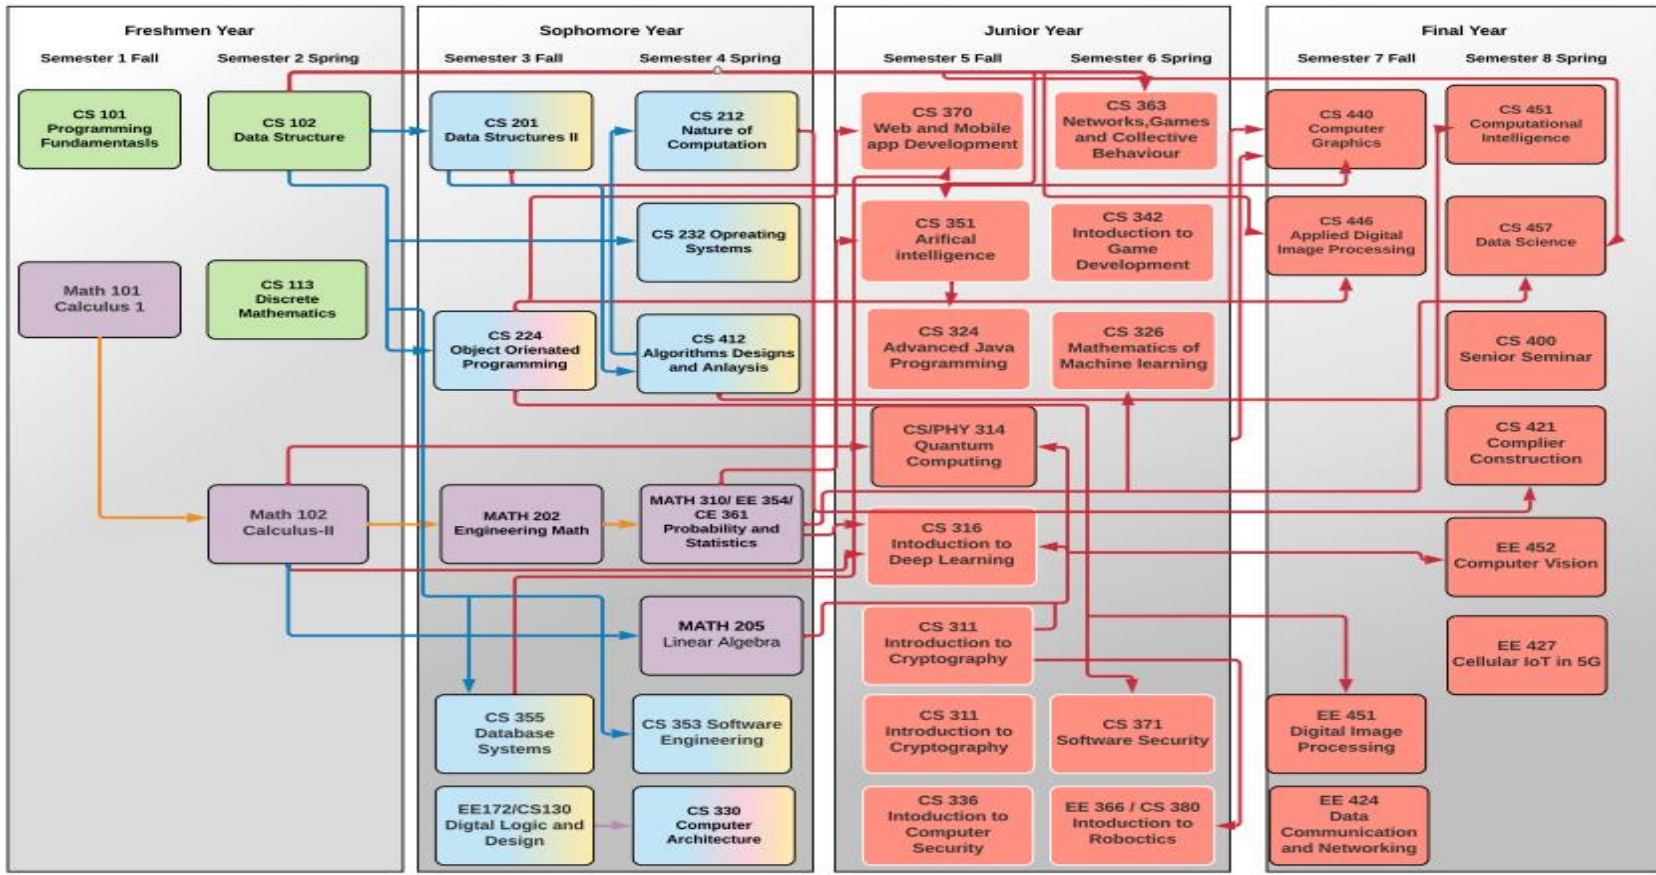 Freshmen Year
Semester 1 Fall
Semester 2 Spring
CS 101
Programming
Fundamentasls
CS 102
Data Structure
Math 101
Calculus 1
CS 113
Discrete
Mathematics
Math 102
Calculus-II
Sophomore Year
Semester 3 Fall
Semester 4 Spring
CS 201
Data Structures II
CS 212
Nature of
Computation
CS 232 Opreating
Systems
CS 224
Object Orienated
Programming
CS 412
Algorithms Designs
and Anlaysis
MATH 202
Engineering Math
MATH 310/ EE 354/
CE 361
Probability and
Statistics
MATH 205
Linear Algebra
CS 355
Database
Systems
CS 353 Software
Engineering
EE172/CS130
Digtal Logic and
Design
CS 330
Computer
Architecture
Junior Year
Semester 5 Fall
Semester 6 Spring
CS 370
Web and Mobile
app Development
CS 363
Networks,Games
and Collective
Behaviour
CS 351
Arifical
intelligence
CS 342
Intoduction to
Game
Development
CS 324
Advanced Java
Programming
CS 326
Mathematics of
Machine learning
CS/PHY 314
Quantum
Computing
CS 316
Intoduction to
Deep Learning
CS 311
Introduction to
Cryptography
CS 311
Introduction to
Cryptography
CS 371
Software Security
CS 336
Intoduction to
Computer
Security
EE 366 / CS 380
Intoduction to
Roboctics
Final Year
Semester 7 Fall
Semester 8 Spring
CS 440
Computer
Graphics
CS 451
Computational
Intelligence
CS 446
Applied Digital
Image Processing
CS 457
Data Science
CS 400
Senior Seminar
CS 421
Complier
Construction
EE 452
Computer Vision
EE 427
Cellular IoT in 5G
EE 451
Digital Image
Processing
EE 424
Data
Communication
and Networking